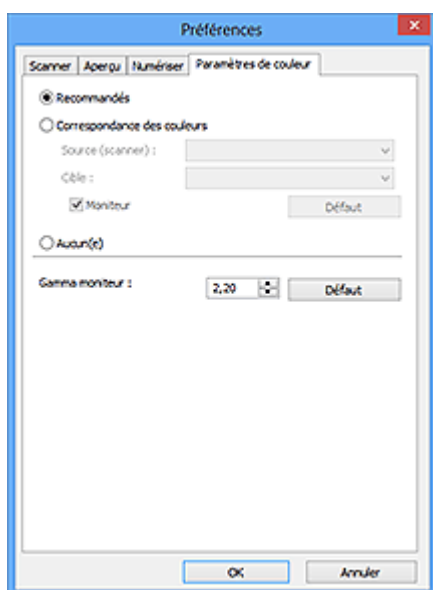 Préférences
Scanner Aperçu Numériser Paramètres de couleur
Recommandés
Correspondance des couleurs
Source (scanner) :
Cible :
Moniteur Défaut
Aucun(e)
Gamma moniteur : 2,20 Défaut
OK Annuler